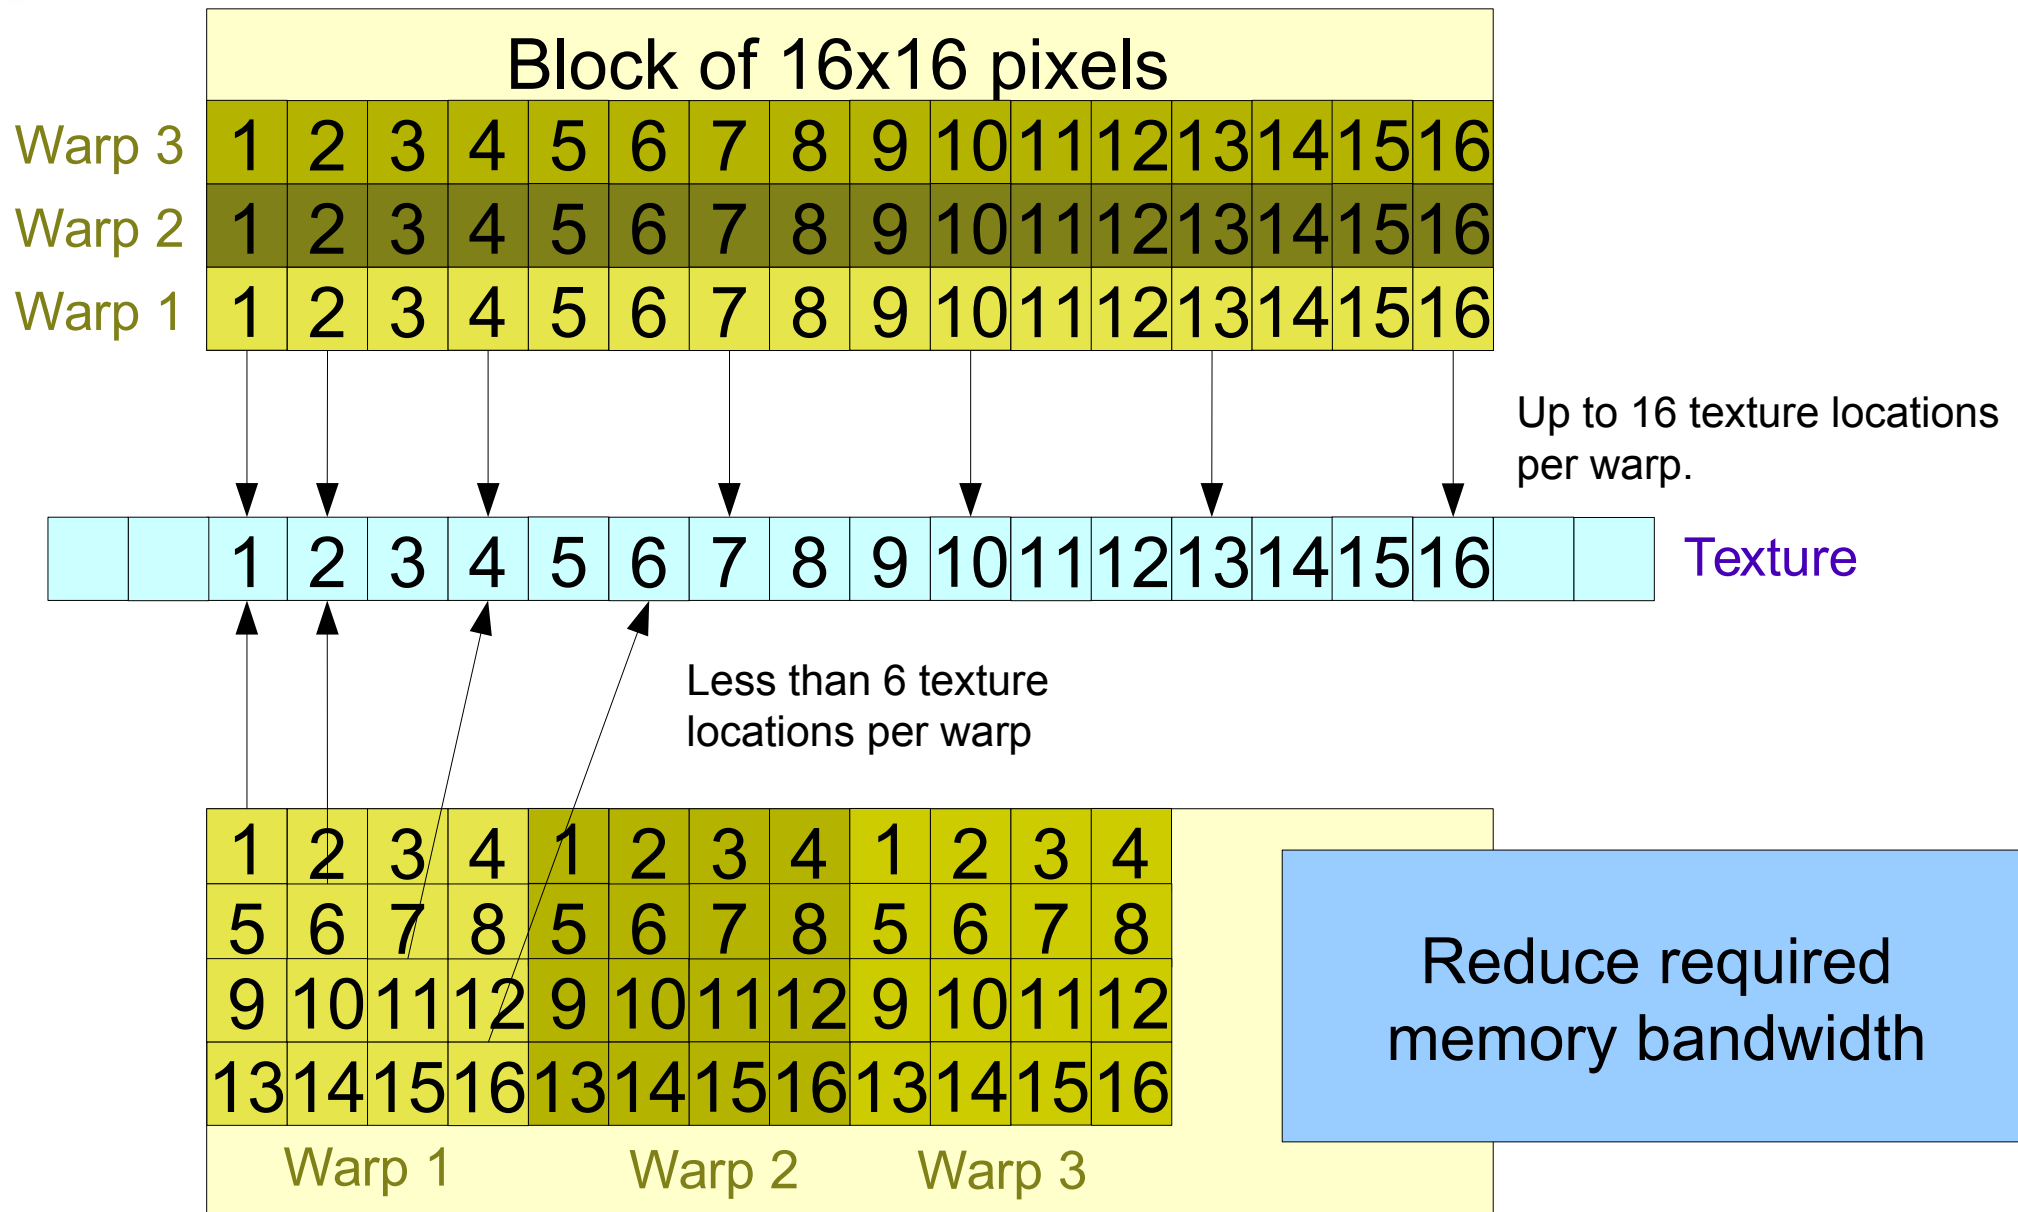 Block of 16x16 pixels
Warp 3 1 2 3 4 5 6 7 8 9 10 11 12 13 14 15 16
Warp 2 1 2 3 4 5 6 7 8 9 10 11 12 13 14 15 16
Warp 1 1 2 3 4 5 6 7 8 9 10 11 12 13 14 15 16
Up to 16 texture locations
per warp.
1 2 3 4 5 6 7 8 9 10 11 12 13 14 15 16 Texture
Less than 6 texture
locations per warp
1 2 3 4 1 2 3 4 1 2 3 4
5 6 7 8 5 6 7 8 5 6 7 8
9 10 11 12 9 10 11 12 9 10 11 12
13 14 15 16 13 14 15 16 13 14 15 16
Warp 1 Warp 2 Warp 3
Reduce required
memory bandwidth